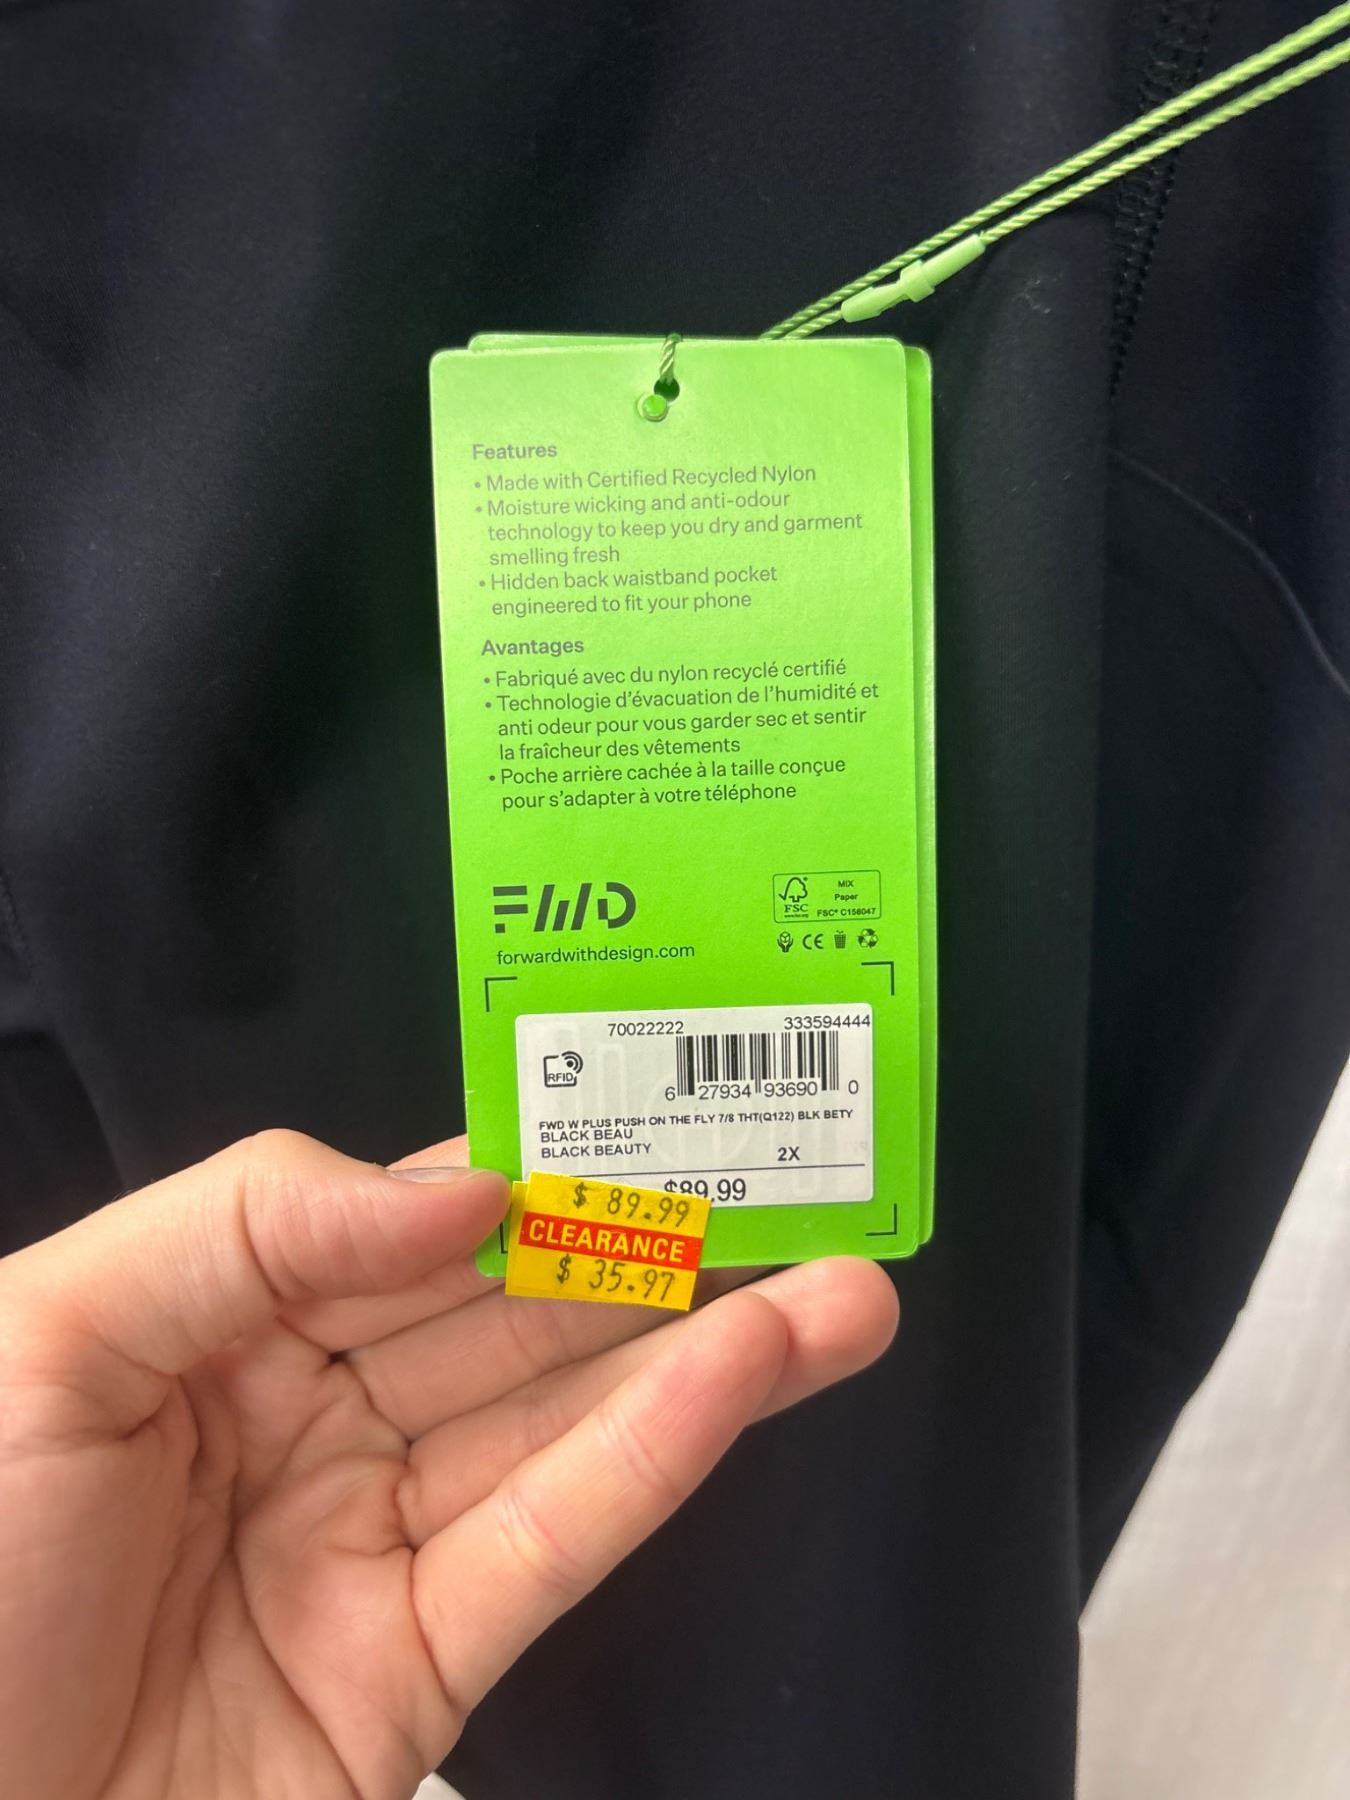 Features
• Made with Certified Recycled Nylon
• Moisture wicking and anti-odour
technology to keep you dry and garment
smelling fresh
• Hidden back waistband pocket
engineered to fit your phone
Avantages
• Fabriqué avec du nylon recyclé certifié
• Technologie d'évacuation de l'humidité et
anti odeur pour vous garder sec et sentir
la fraîcheur des vêtements
• Poche arrière cachée à la taille conçue
pour s'adapter à votre téléphone
FWD
forwardwithdesign.com
FSC
www.fsc.org
MIX
Paper
FSC® C156047
CE
70022222 333594444
RFID
6 27934 93690 0
FWD W PLUS PUSH ON THE FLY 7/8 THT(Q122) BLK BETY
BLACK BEAU
BLACK BEAUTY 2X
$89.99
$ 89.99
CLEARANCE
$ 35.97